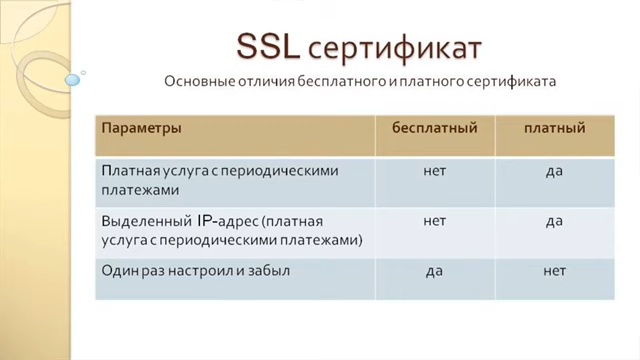 SSL сертификат
Основные отличия бесплатного и платного сертификата
Параметры бесплатный платный
Платная услуга с периодическими нет да
платежами
Выделенный IP-адрес (платная нет да
услуга с периодическими платежами)
Один раз настроил и забыл да нет